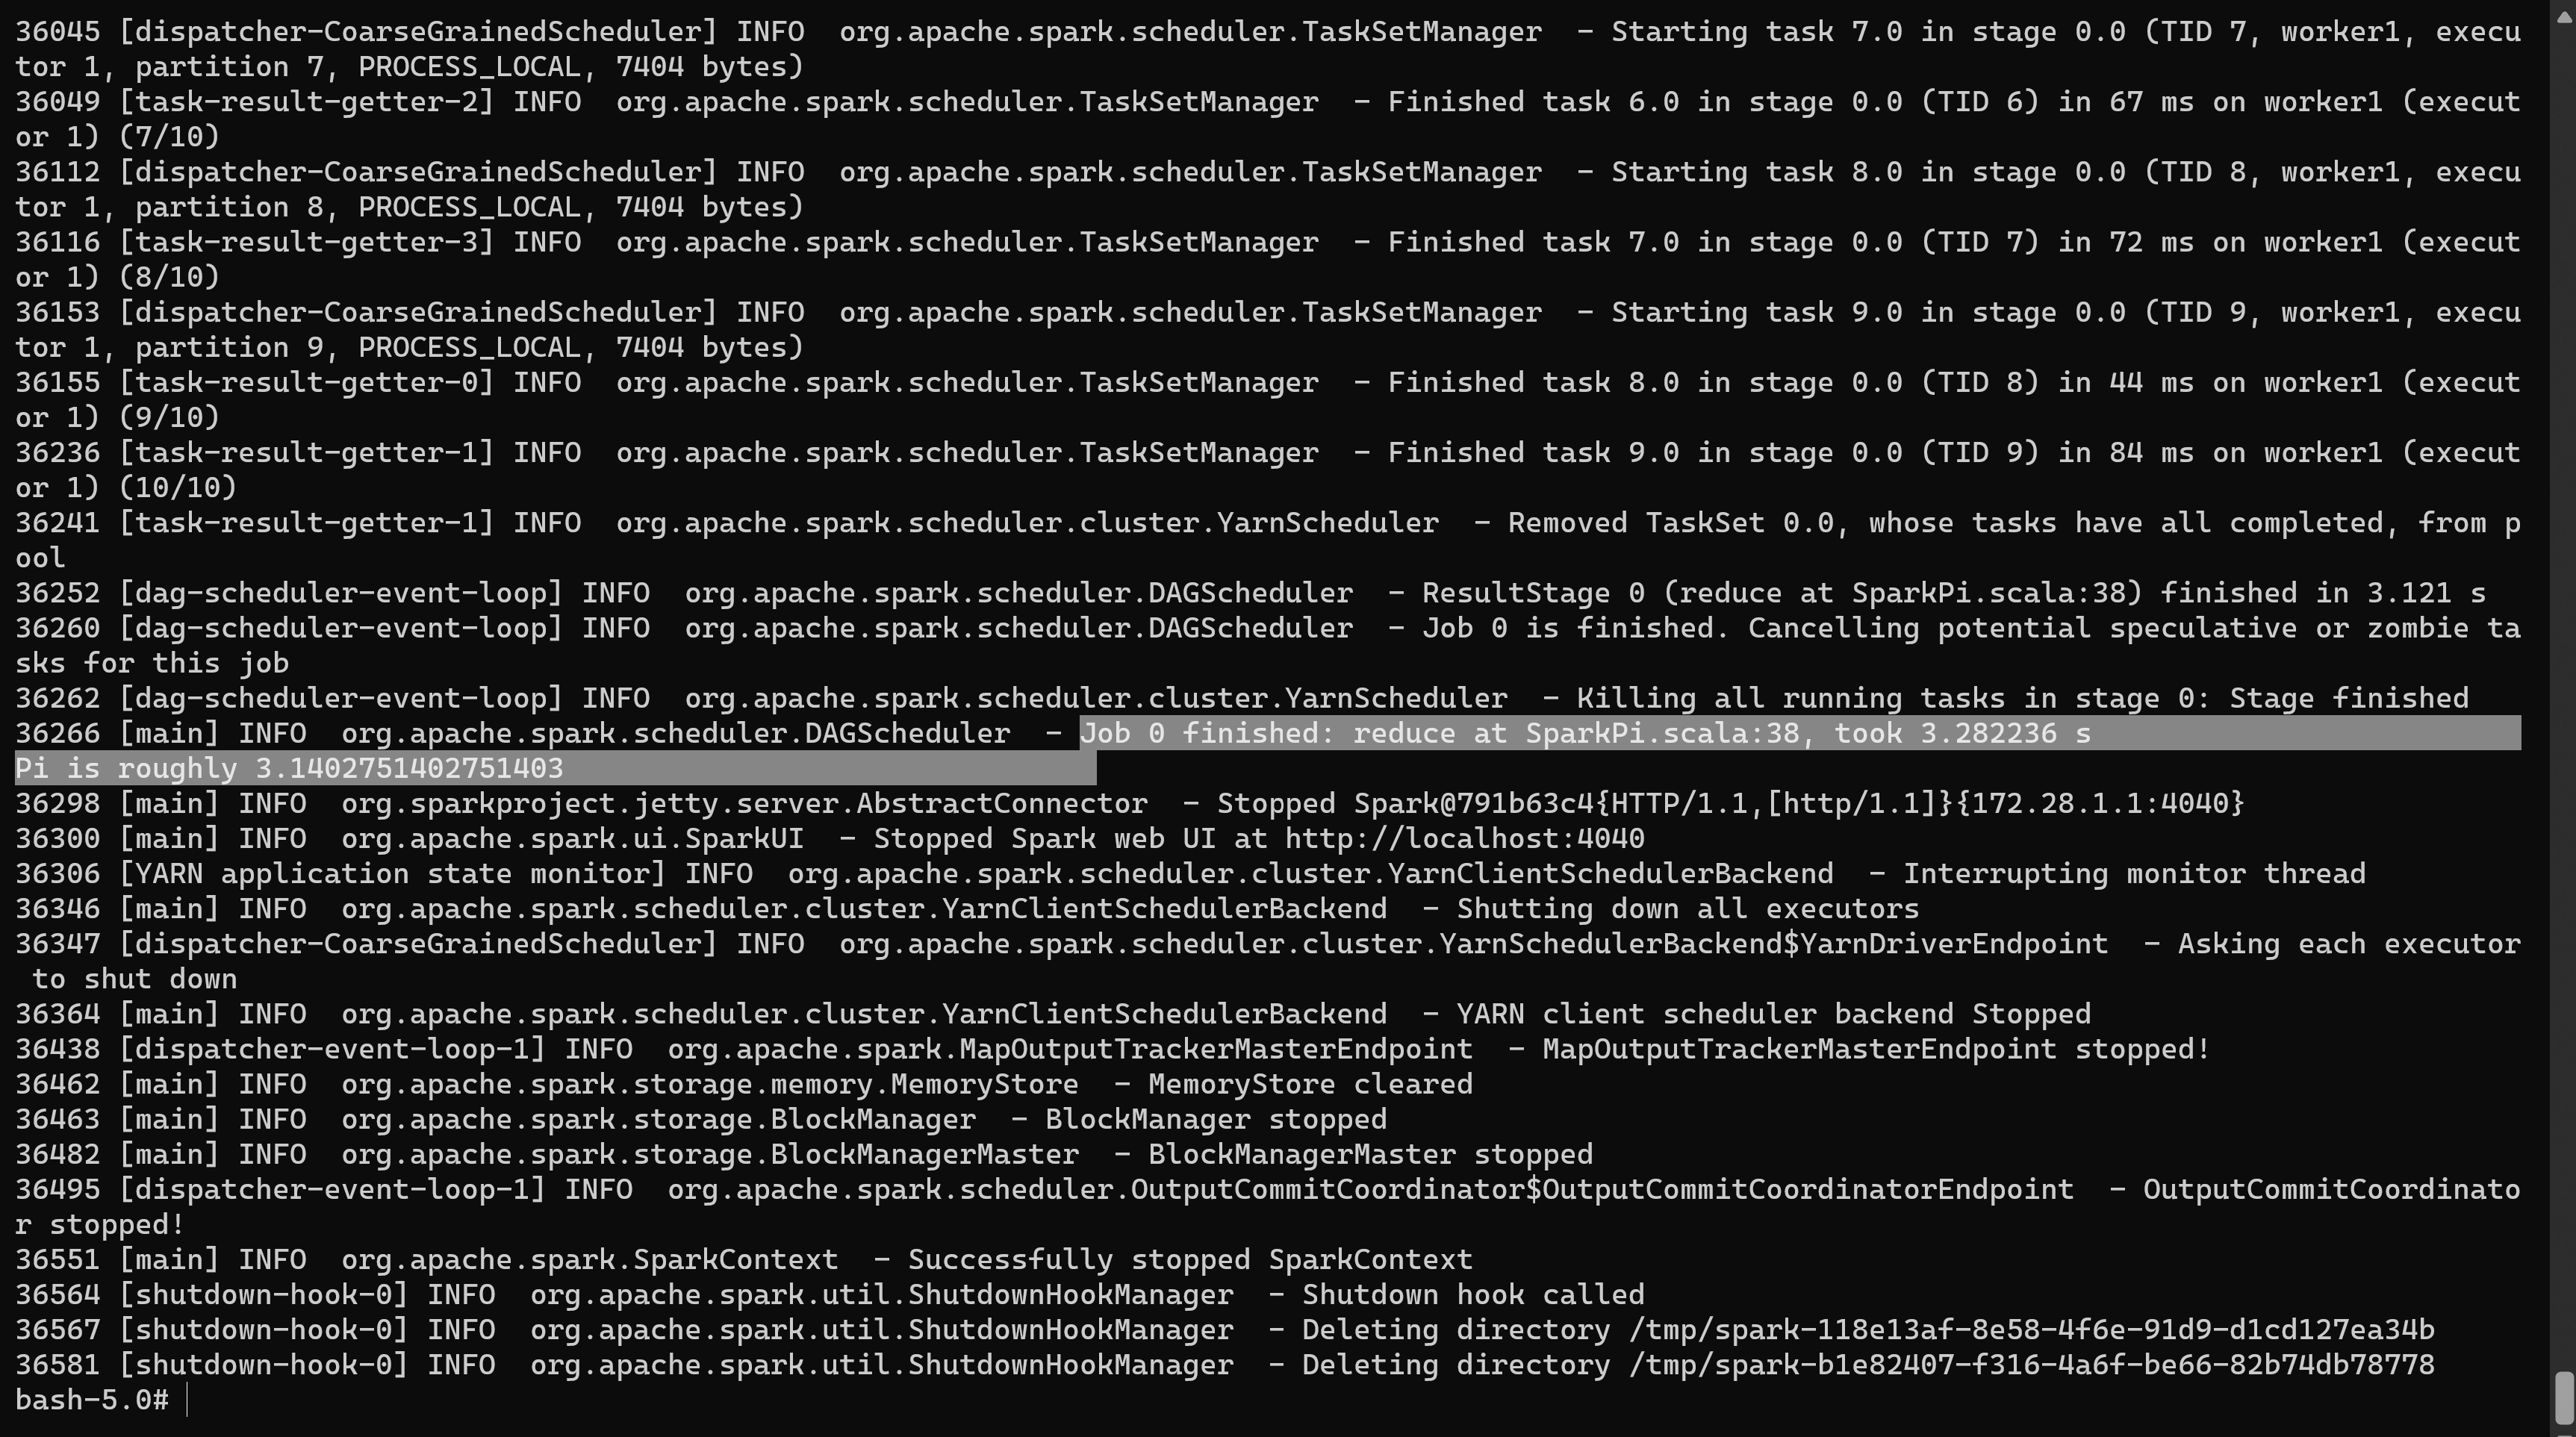 36045 [dispatcher-CoarseGrainedScheduler] INFO  org.apache.spark.scheduler.TaskSetManager  - Starting task 7.0 in stage 0.0 (TID 7, worker1, execu
tor 1, partition 7, PROCESS_LOCAL, 7404 bytes)
36049 [task-result-getter-2] INFO  org.apache.spark.scheduler.TaskSetManager  - Finished task 6.0 in stage 0.0 (TID 6) in 67 ms on worker1 (execut
or 1) (7/10)
36112 [dispatcher-CoarseGrainedScheduler] INFO  org.apache.spark.scheduler.TaskSetManager  - Starting task 8.0 in stage 0.0 (TID 8, worker1, execu
tor 1, partition 8, PROCESS_LOCAL, 7404 bytes)
36116 [task-result-getter-3] INFO  org.apache.spark.scheduler.TaskSetManager  - Finished task 7.0 in stage 0.0 (TID 7) in 72 ms on worker1 (execut
or 1) (8/10)
36153 [dispatcher-CoarseGrainedScheduler] INFO  org.apache.spark.scheduler.TaskSetManager  - Starting task 9.0 in stage 0.0 (TID 9, worker1, execu
tor 1, partition 9, PROCESS_LOCAL, 7404 bytes)
36155 [task-result-getter-0] INFO  org.apache.spark.scheduler.TaskSetManager  - Finished task 8.0 in stage 0.0 (TID 8) in 44 ms on worker1 (execut
or 1) (9/10)
36236 [task-result-getter-1] INFO  org.apache.spark.scheduler.TaskSetManager  - Finished task 9.0 in stage 0.0 (TID 9) in 84 ms on worker1 (execut
or 1) (10/10)
36241 [task-result-getter-1] INFO  org.apache.spark.scheduler.cluster.YarnScheduler  - Removed TaskSet 0.0, whose tasks have all completed, from p
ool
36252 [dag-scheduler-event-loop] INFO  org.apache.spark.scheduler.DAGScheduler  - ResultStage 0 (reduce at SparkPi.scala:38) finished in 3.121 s
36260 [dag-scheduler-event-loop] INFO  org.apache.spark.scheduler.DAGScheduler  - Job 0 is finished. Cancelling potential speculative or zombie ta
sks for this job
36262 [dag-scheduler-event-loop] INFO  org.apache.spark.scheduler.cluster.YarnScheduler  - Killing all running tasks in stage 0: Stage finished
36266 [main] INFO  org.apache.spark.scheduler.DAGScheduler  - Job 0 finished: reduce at SparkPi.scala:38, took 3.282236 s
Pi is roughly 3.1402751402751403
36298 [main] INFO  org.sparkproject.jetty.server.AbstractConnector  - Stopped Spark@791b63c4{HTTP/1.1,[http/1.1]}{172.28.1.1:4040}
36300 [main] INFO  org.apache.spark.ui.SparkUI  - Stopped Spark web UI at http://localhost:4040
36306 [YARN application state monitor] INFO  org.apache.spark.scheduler.cluster.YarnClientSchedulerBackend  - Interrupting monitor thread
36346 [main] INFO  org.apache.spark.scheduler.cluster.YarnClientSchedulerBackend  - Shutting down all executors
36347 [dispatcher-CoarseGrainedScheduler] INFO  org.apache.spark.scheduler.cluster.YarnSchedulerBackend$YarnDriverEndpoint  - Asking each executor
 to shut down
36364 [main] INFO  org.apache.spark.scheduler.cluster.YarnClientSchedulerBackend  - YARN client scheduler backend Stopped
36438 [dispatcher-event-loop-1] INFO  org.apache.spark.MapOutputTrackerMasterEndpoint  - MapOutputTrackerMasterEndpoint stopped!
36462 [main] INFO  org.apache.spark.storage.memory.MemoryStore  - MemoryStore cleared
36463 [main] INFO  org.apache.spark.storage.BlockManager  - BlockManager stopped
36482 [main] INFO  org.apache.spark.storage.BlockManagerMaster  - BlockManagerMaster stopped
36495 [dispatcher-event-loop-1] INFO  org.apache.spark.scheduler.OutputCommitCoordinator$OutputCommitCoordinatorEndpoint  - OutputCommitCoordinato
r stopped!
36551 [main] INFO  org.apache.spark.SparkContext  - Successfully stopped SparkContext
36564 [shutdown-hook-0] INFO  org.apache.spark.util.ShutdownHookManager  - Shutdown hook called
36567 [shutdown-hook-0] INFO  org.apache.spark.util.ShutdownHookManager  - Deleting directory /tmp/spark-118e13af-8e58-4f6e-91d9-d1cd127ea34b
36581 [shutdown-hook-0] INFO  org.apache.spark.util.ShutdownHookManager  - Deleting directory /tmp/spark-b1e82407-f316-4a6f-be66-82b74db78778
bash-5.0#